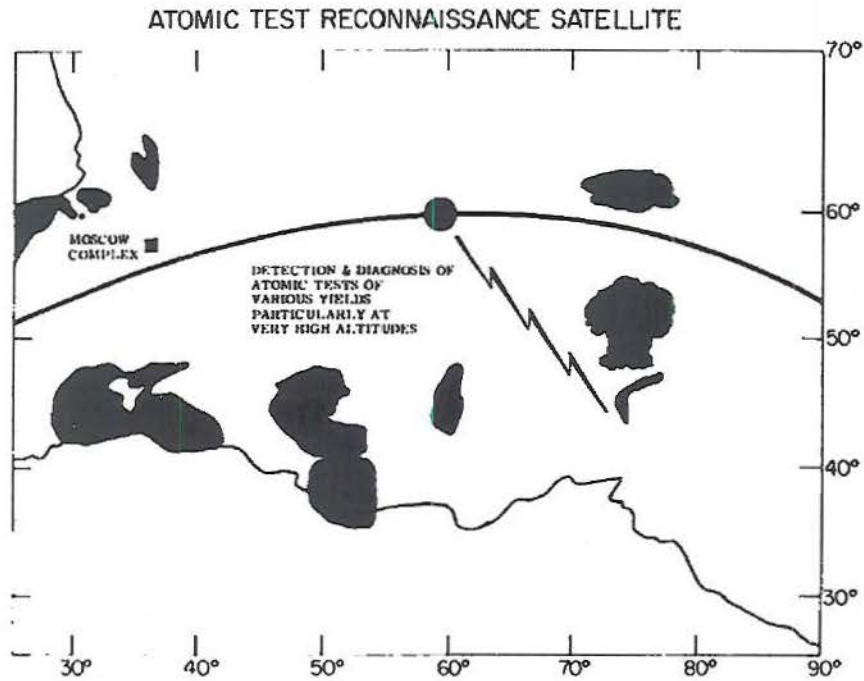 ATOMIC TEST RECONNAISSANCE SATELLITE
70°
60°
MOSCOW
COMPLEX
DETECTION & DIAGNOSIS OF
ATOMIC TESTS OF
VARIOUS YIELDS
PARTICULARLY AT
VERY HIGH ALTITUDES
50°
40°
30°
30° 40° 50° 60° 70° 80° 90°